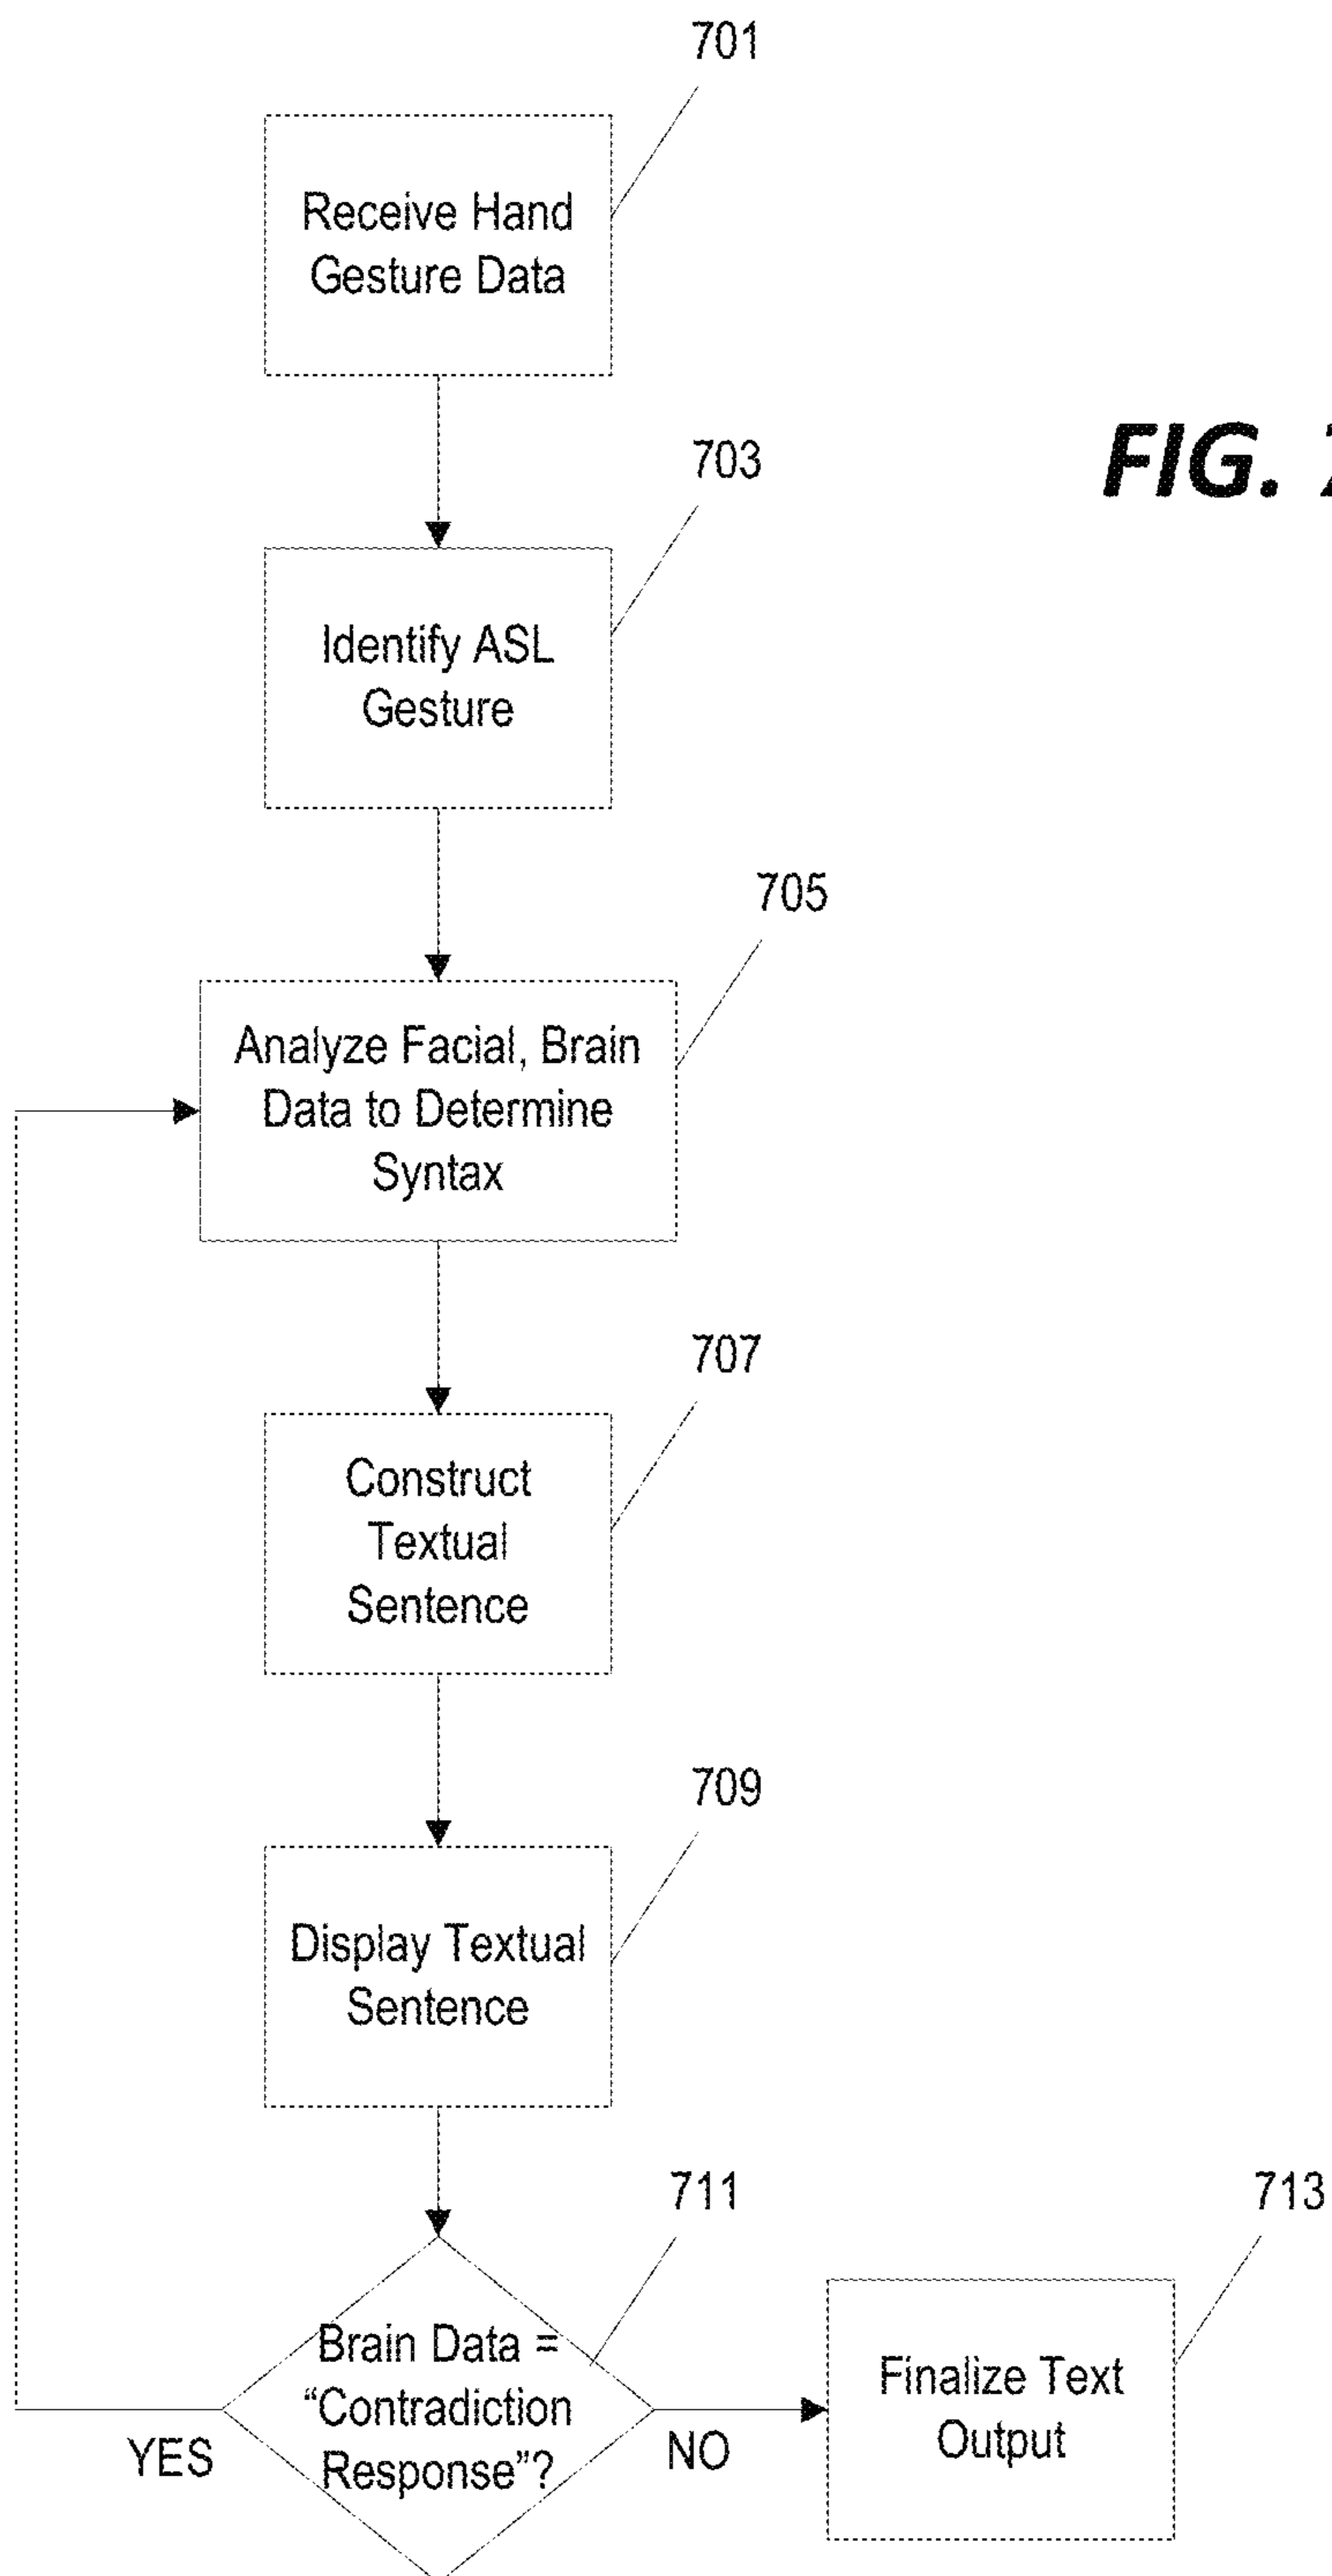 701
Receive Hand
Gesture Data
FIG.
703
Identify ASL
Gesture
705
Analyze Facial, Brain
Data to Determine
Syntax
707
Construct
Textual
Sentence
709
Display Textual
Sentence
711
713
Brain Data =
“Contradiction
Response”?
YES
NO
Finalize Text
Output